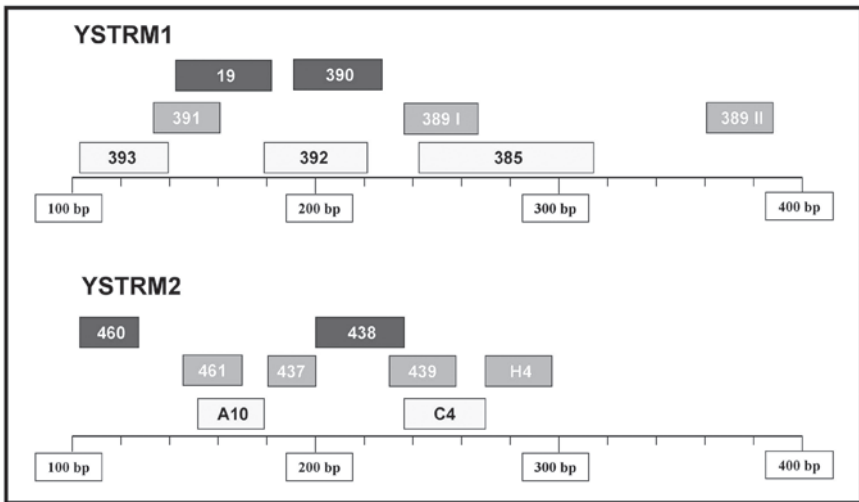 YSTRM1
19 390
391 389 I 389 II
393 392 385
100 bp 200 bp 300 bp 400 bp
YSTRM2
460 438
461 437 439 H4
A10 C4
100 bp 200 bp 300 bp 400 bp